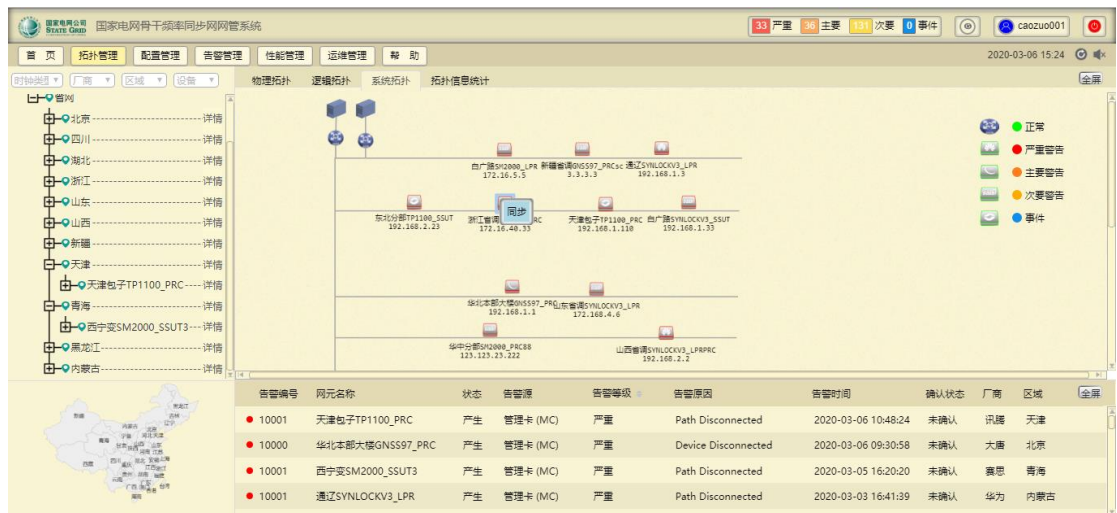 国家电网公司 STATE GRID 国家电网骨干频率同步网网管系统 33 严重 36 主要 131 次要 0 事件 caozuo001
首 页 拓扑管理 配置管理 告警管理 性能管理 运维管理 帮 助 2020-03-06 15:24
厂商 区域 设备 物理拓扑 逻辑拓扑 系统拓扑 拓扑信息统计 全屏
省网
北京 详情
四川 详情
湖北 详情
浙江 详情
山东 详情
山西 详情
新疆 详情
天津 详情
天津包子TP1100_PRC 详情
青海 详情
西宁变SM2000_SSUT3 详情
黑龙江 详情
内蒙古 详情
白广路SM2000_LPR 新疆省调GNSS97_PRCsc 通辽SYNLOCKV3_LPR
172.16.5.5 3.3.3.3 192.168.1.3
同步
东北分部TP1100_SSUT 浙江省调 RC 天津包子TP1100_PRC 白广路SYNLOCKV3_SSUT
192.168.2.23 172.16.40.33 192.168.1.110 192.168.1.33
华北本部大楼GNSS97_PRC 山东省调SYNLOCKV3_LPR
192.168.1.1 172.168.4.6
华中分部SM2000_PRC88 山西省调SYNLOCKV3_LPRPRC
123.123.23.222 192.168.2.2
正常
严重警告
主要警告
次要警告
事件
告警编号 网元名称 状态 告警源 告警等级 告警原因 告警时间 确认状态 厂商 区域 全屏
10001 天津包子TP1100_PRC 产生 管理卡 (MC) 严重 Path Disconnected 2020-03-06 10:48:24 未确认 讯腾 天津
10000 华北本部大楼GNSS97_PRC 产生 管理卡 (MC) 严重 Device Disconnected 2020-03-06 09:30:58 未确认 大唐 北京
10001 西宁变SM2000_SSUT3 产生 管理卡 (MC) 严重 Path Disconnected 2020-03-05 16:20:20 未确认 赛思 青海
10001 通辽SYNLOCKV3_LPR 产生 管理卡 (MC) 严重 Path Disconnected 2020-03-03 16:41:39 未确认 华为 内蒙古